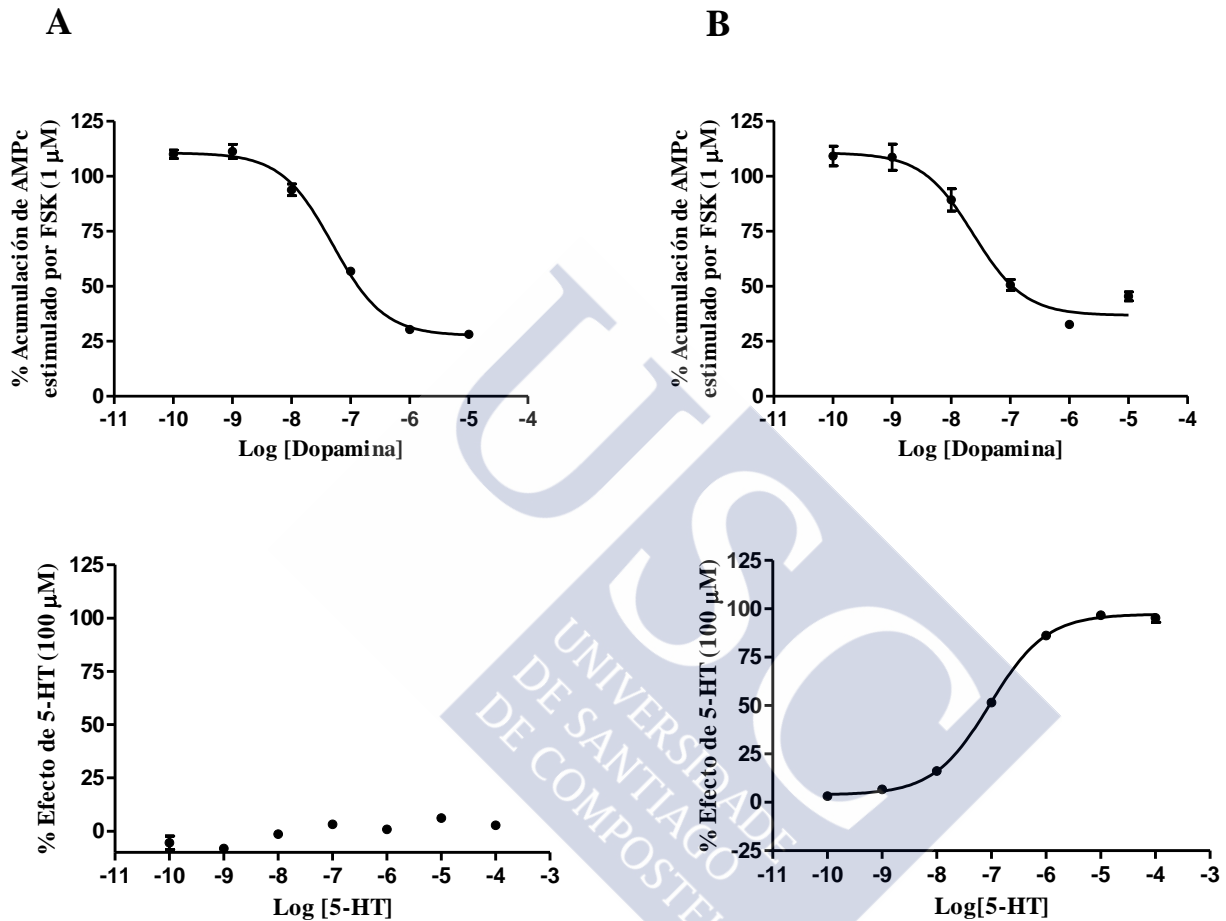 A
B
% Acumulación de AMPc
estimulado por FSK (1 μM)
125
100
75
50
25
0
-11 -10 -9 -8 -7 -6 -5 -4
Log [Dopamina]
% Acumulación de AMPc
estimulado por FSK (1 μM)
125
100
75
50
25
0
-11 -10 -9 -8 -7 -6 -5 -4
Log [Dopamina]
% Efecto de 5-HT (100 μM)
125
100
75
50
25
0
-11 -10 -9 -8 -7 -6 -5 -4 -3
Log [5-HT]
% Efecto de 5-HT (100 μM)
125
100
75
50
25
0
-25
-11 -10 -9 -8 -7 -6 -5 -4 -3
Log[5-HT]
USC
UNIVERSIDADE
DE SANTIAGO
DE COMPOSTEL